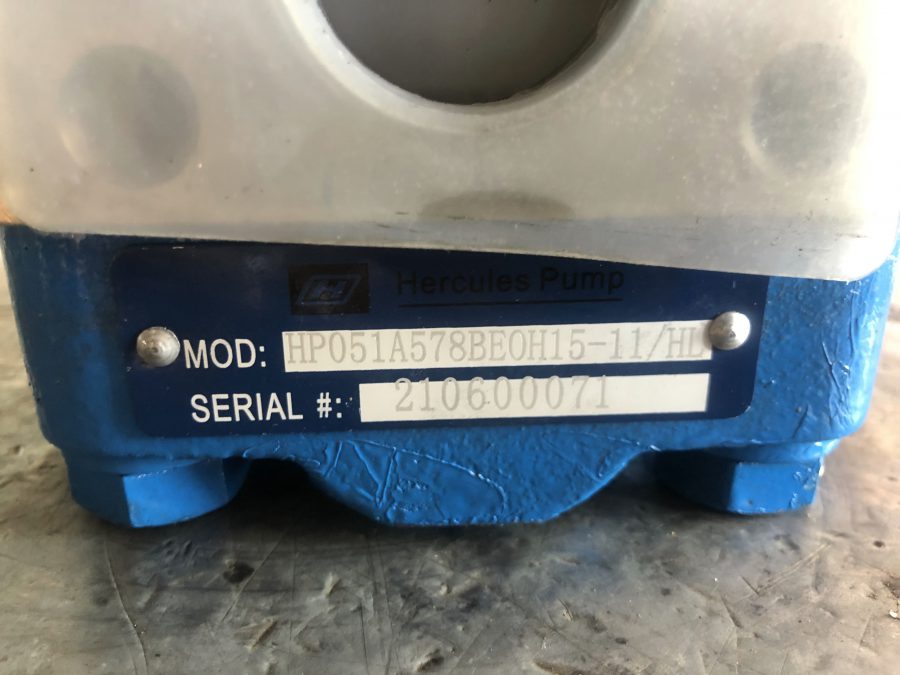 Hercules Pump
MOD: HP051A578BE0H15-11/HL
SERIAL #: 210600071